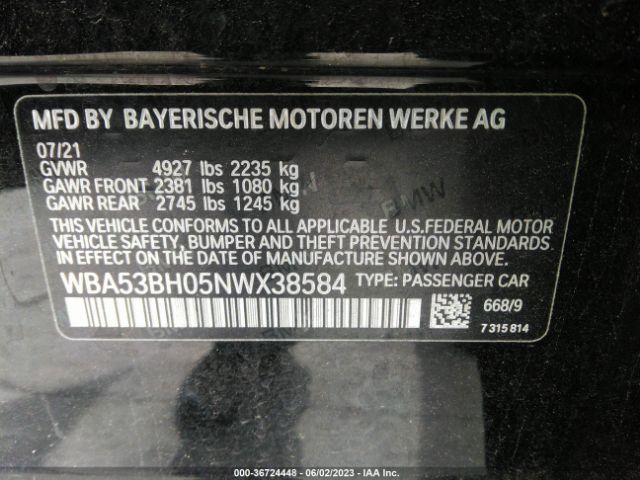 MFD BY BAYERISCHE MOTOREN WERKE AG
07/21
GVWR 4927 lbs 2235 kg
GAWR FRONT 2381 lbs 1080 kg
GAWR REAR 2745 lbs 1245 kg
THIS VEHICLE CONFORMS TO ALL APPLICABLE U.S.FEDERAL MOTOR
VEHICLE SAFETY, BUMPER AND THEFT PREVENTION STANDARDS
IN EFFECT ON THE DATE OF MANUFACTURE SHOWN ABOVE
WBA53BH05NWX38584 TYPE: PASSENGER CAR
668/9
7 315 814
BMW
000-36724448 - 06/02/2023 - IAA Inc.